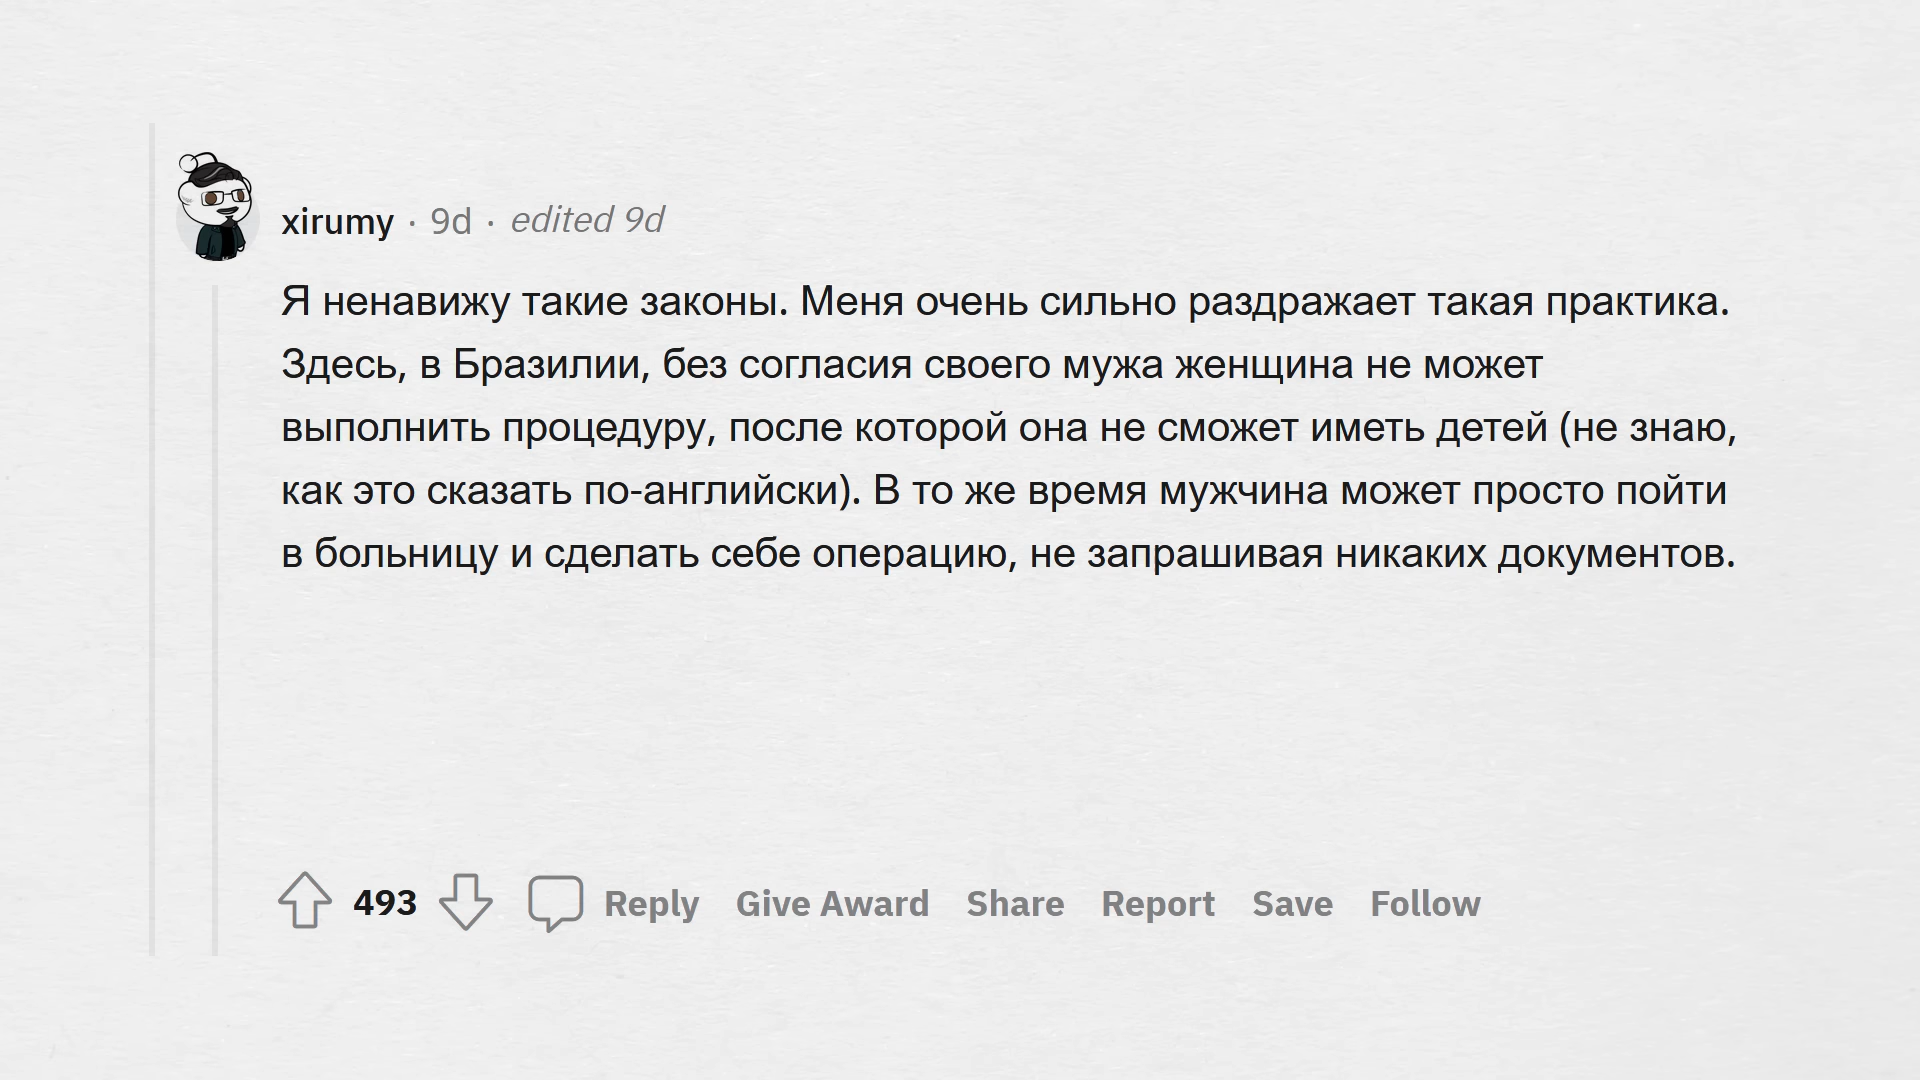 xirumy · 9d · edited 9d
Я ненавижу такие законы. Меня очень сильно раздражает такая практика.
Здесь, в Бразилии, без согласия своего мужа женщина не может
выполнить процедуру, после которой она не сможет иметь детей (не знаю,
как это сказать по-английски). В то же время мужчина может просто пойти
в больницу и сделать себе операцию, не запрашивая никаких документов.
493 Reply Give Award Share Report Save Follow